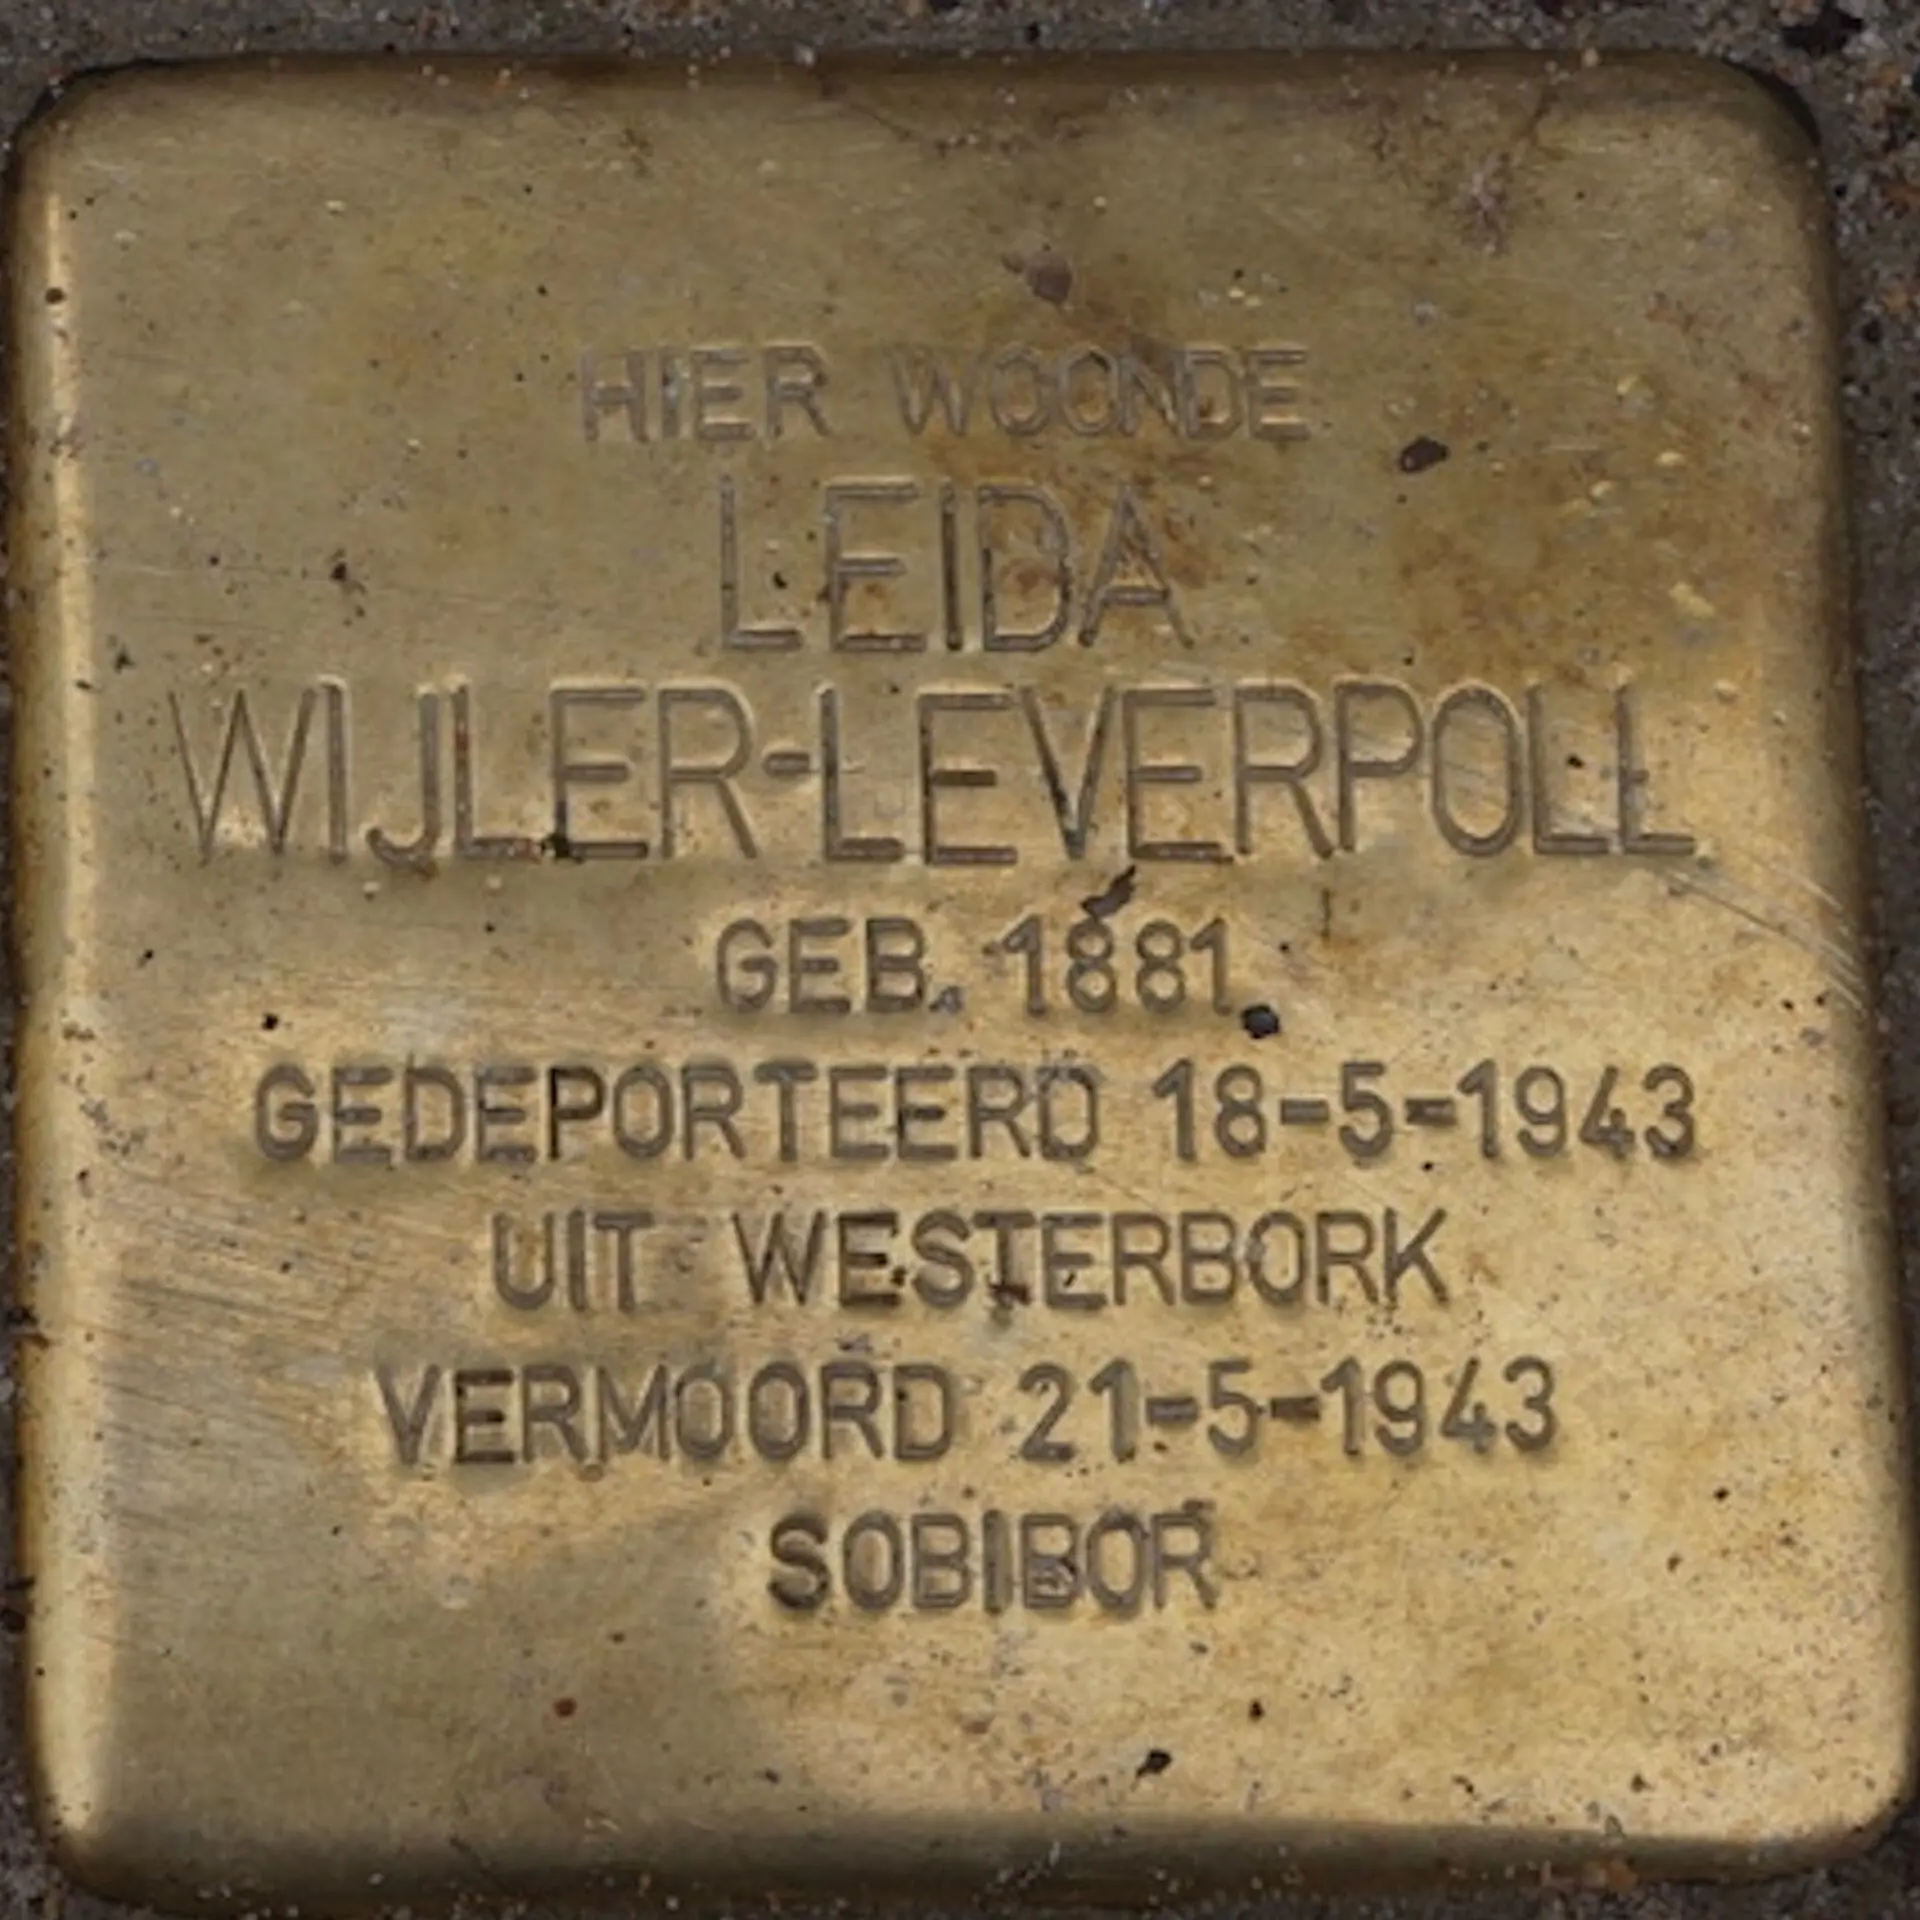 HIER WOONDE
LEIDA
WIJLER-LEVERPOLL
GEB. 1881
GEDEPORTEERD 18-5-1943
UIT WESTERBORK
VERMOORD 21-5-1943
SOBIBOR